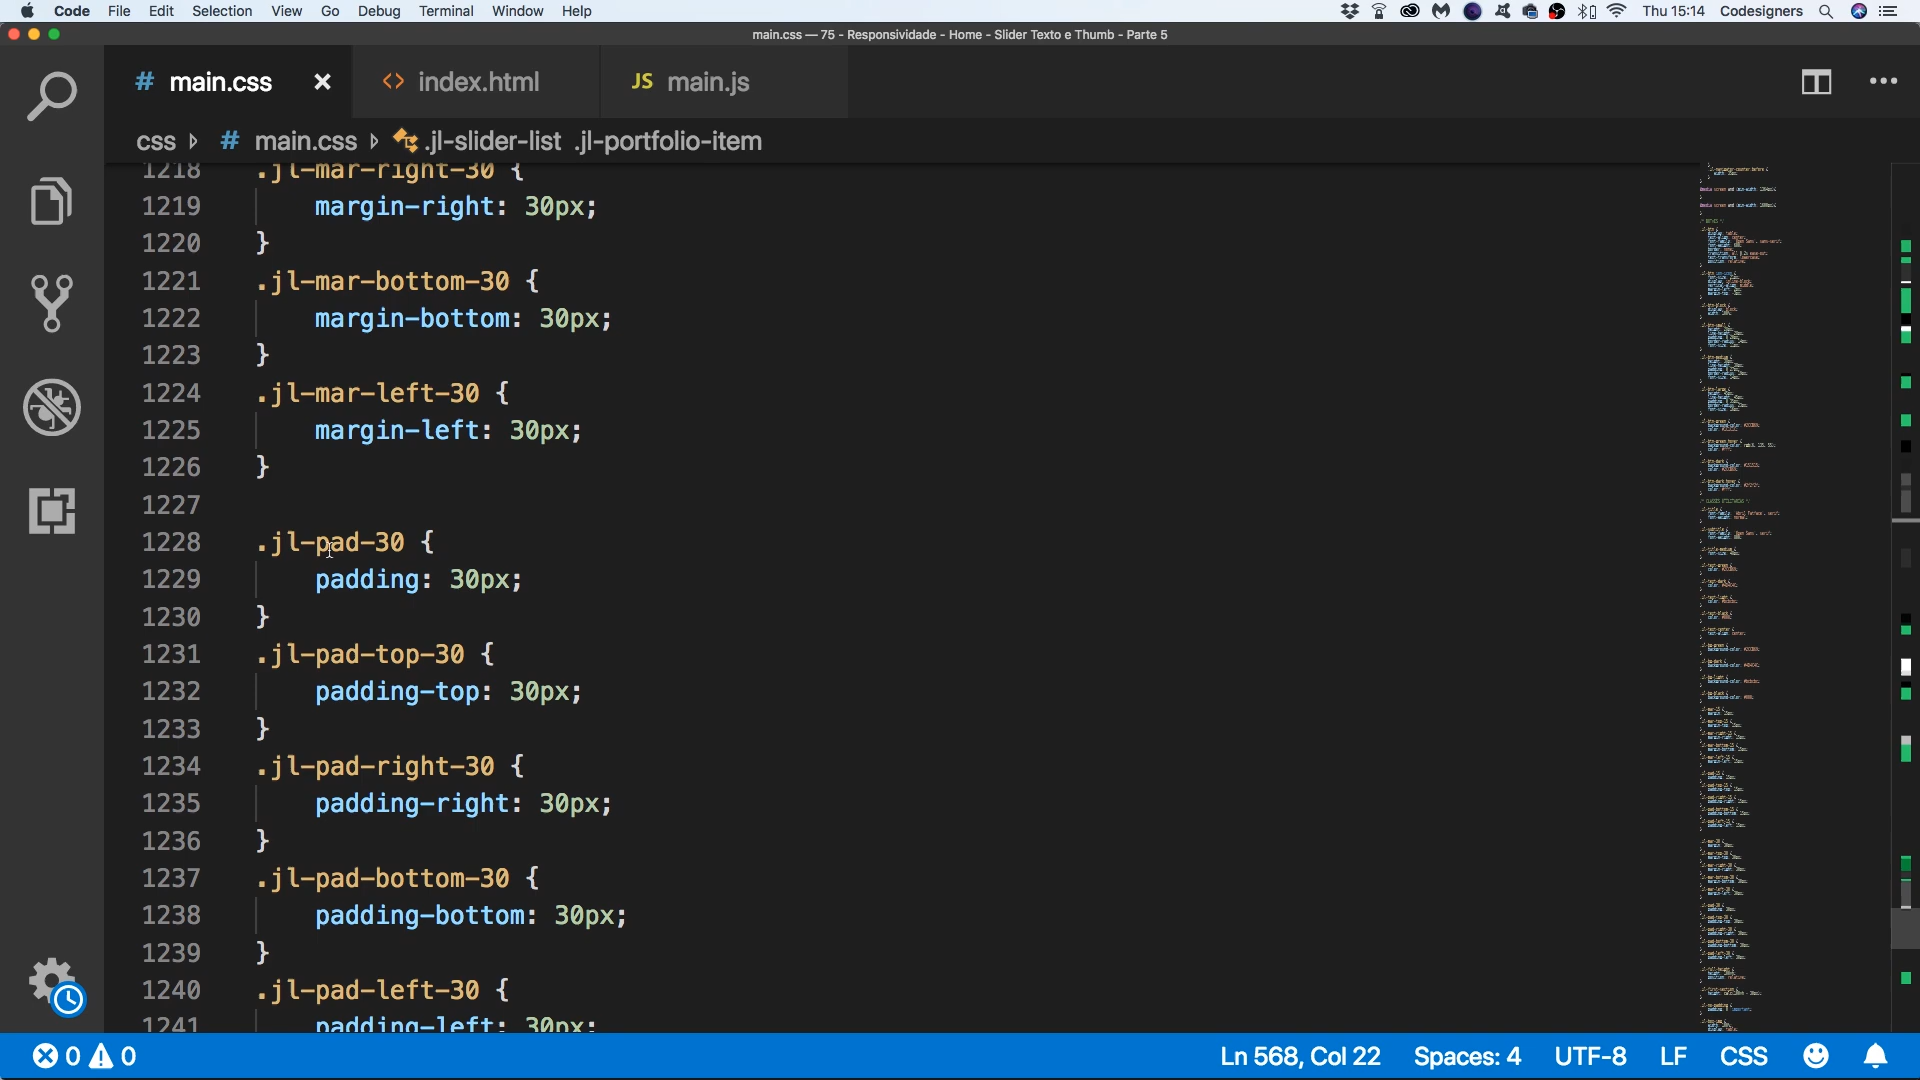 Code File Edit Selection View Go Debug Terminal Window Help Thu 15:14 Codesigners
main.css — 75 - Responsividade - Home - Slider Texto e Thumb - Parte 5
# main.css × <> index.html JS main.js
css # main.css .jl-slider-list .jl-portfolio-item
1218 .jl-mar-right-30 {
1219 margin-right: 30px;
1220 }
1221 .jl-mar-bottom-30 {
1222 margin-bottom: 30px;
1223 }
1224 .jl-mar-left-30 {
1225 margin-left: 30px;
1226 }
1227
1228 .jl-pad-30 {
1229 padding: 30px;
1230 }
1231 .jl-pad-top-30 {
1232 padding-top: 30px;
1233 }
1234 .jl-pad-right-30 {
1235 padding-right: 30px;
1236 }
1237 .jl-pad-bottom-30 {
1238 padding-bottom: 30px;
1239 }
1240 .jl-pad-left-30 {
1241 padding-left: 30px;
0 0 Ln 568, Col 22 Spaces: 4 UTF-8 LF CSS